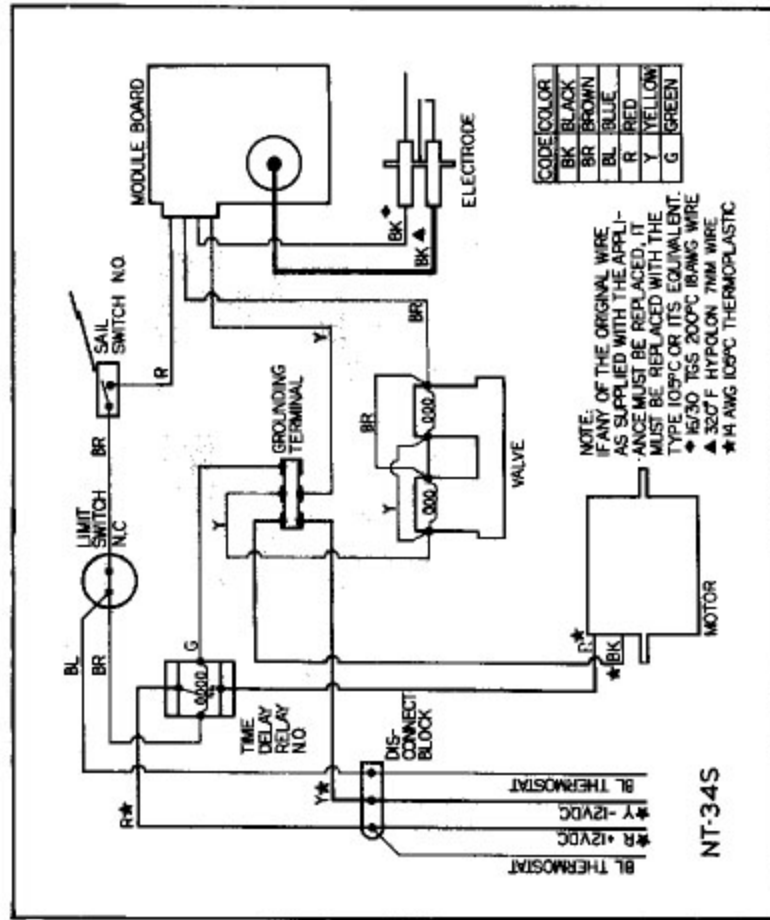 MODULE BOARD
SAIL
SWITCH N.O.
R
BR
LIMIT
SWITCH
N.C
BL
BR
G
TIME
DELAY
RELAY
N.O.
R★
Y★
DIS-
CONNECT
BLOCK
GROUNDING
TERMINAL
Y
Y
BR
BR
Y
VALVE
BK ◆
BK ▲
ELECTRODE
R★
★ BK
MOTOR
BL THERMOSTAT
★ Y -12VDC
★ R +12VDC
BL THERMOSTAT
CODE COLOR
BK BLACK
BR BROWN
BL BLUE
R RED
Y YELLOW
G GREEN
NOTE:
IF ANY OF THE ORIGINAL WIRE
AS SUPPLIED WITH THE APPLI-
ANCE MUST BE REPLACED, IT
MUST BE REPLACED WITH THE
TYPE 105°C OR ITS EQUIVALENT.
◆ 16/30 TGS 200°C 18AWG WIRE
▲ 320°F HYPOLON 7MM WIRE
★ 14 AWG 105°C THERMOPLASTIC
NT-34S